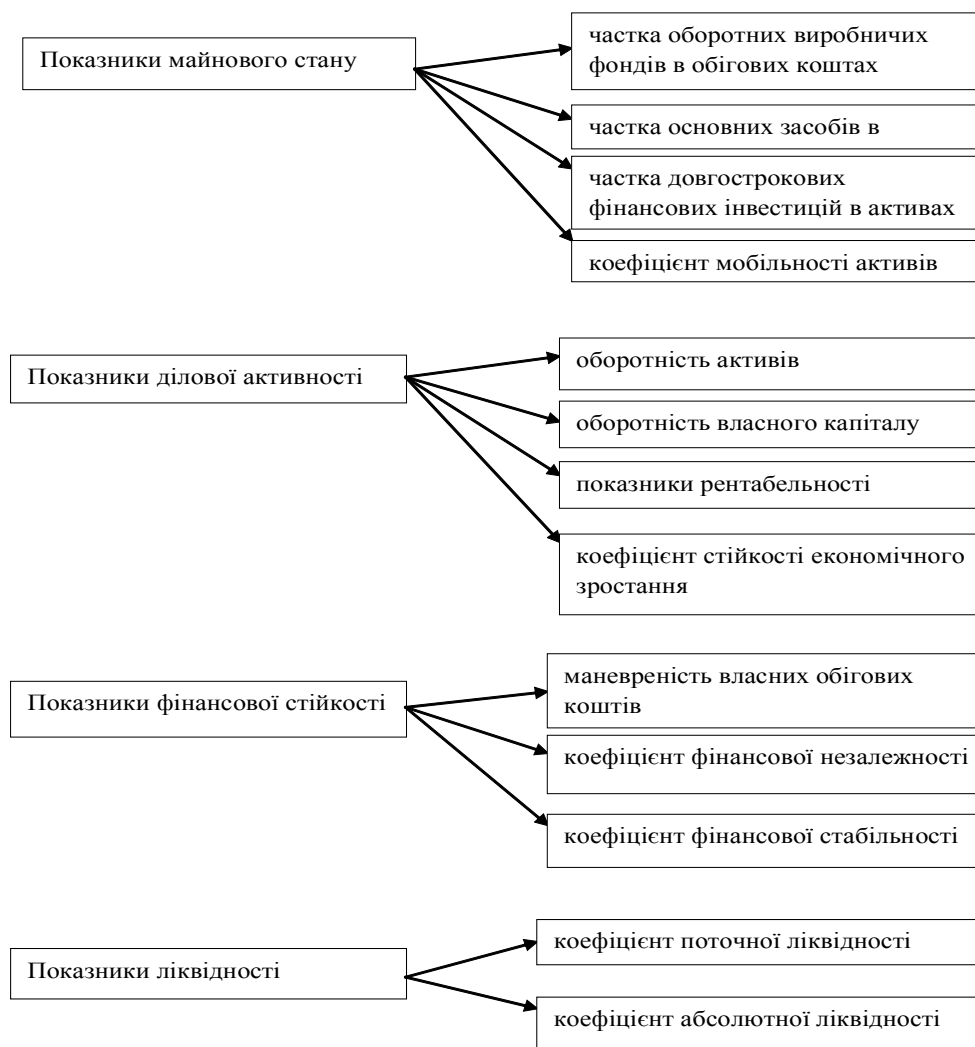 Показники майнового стану
частка оборотних виробничих
фондів в обігових коштах
частка основних засобів в
частка довгострокових
фінансових інвестицій в активах
коефіцієнт мобільності активів
Показники ділової активності
оборотність активів
оборотність власного капіталу
показники рентабельності
коефіцієнт стійкості економічного
зростання
Показники фінансової стійкості
маневреність власних обігових
коштів
коефіцієнт фінансової незалежності
коефіцієнт фінансової стабільності
Показники ліквідності
коефіцієнт поточної ліквідності
коефіцієнт абсолютної ліквідності